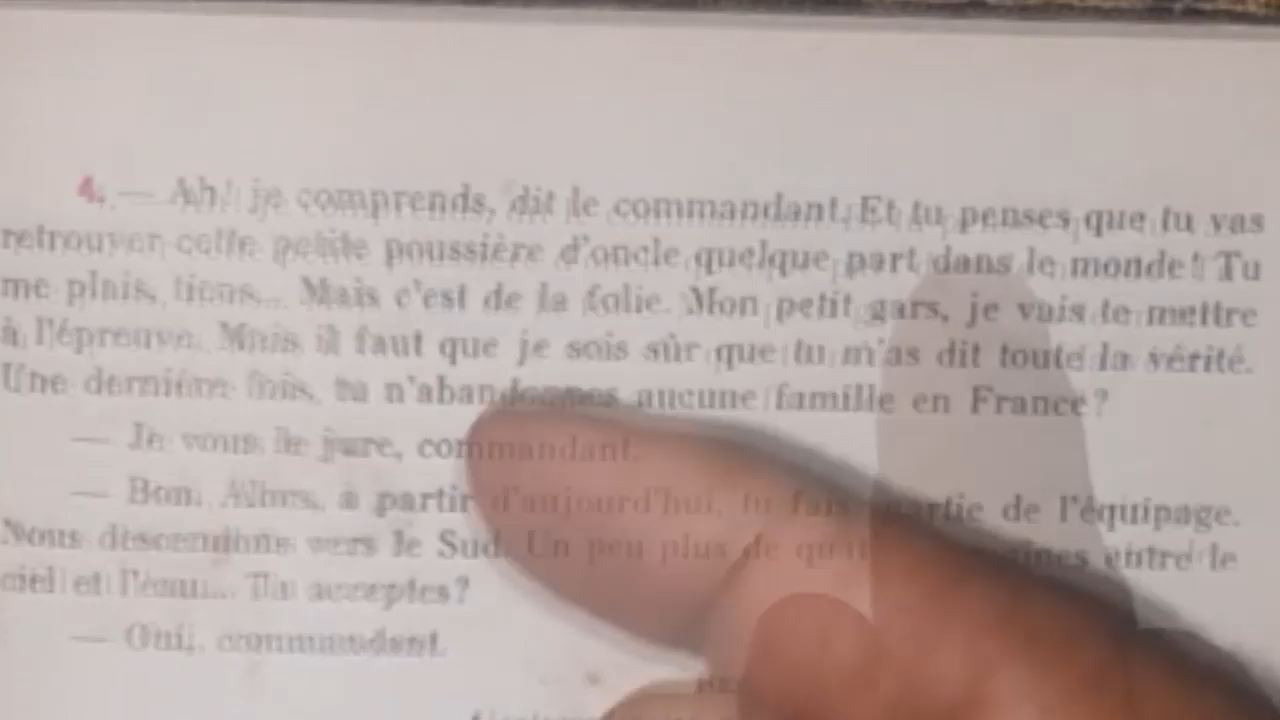 4. — Ah! je comprends, dit le commandant. Et tu penses que tu vas
retrouver cette petite poussière d'oncle quelque part dans le monde! Tu
me plais, tiens... Mais c'est de la folie. Mon petit gars, je vais te mettre
à l'épreuve. Mais il faut que je sois sûr que tu m'as dit toute la vérité.
Une dernière fois, tu n'abandonnes aucune famille en France?
— Je vous le jure, commandant.
— Bon. Alors, à partir d'aujourd'hui, tu fais partie de l'équipage.
Nous descendons vers le Sud. Un peu plus de entre le
ciel et l'eau... Tu acceptes?
— Oui, commandant.